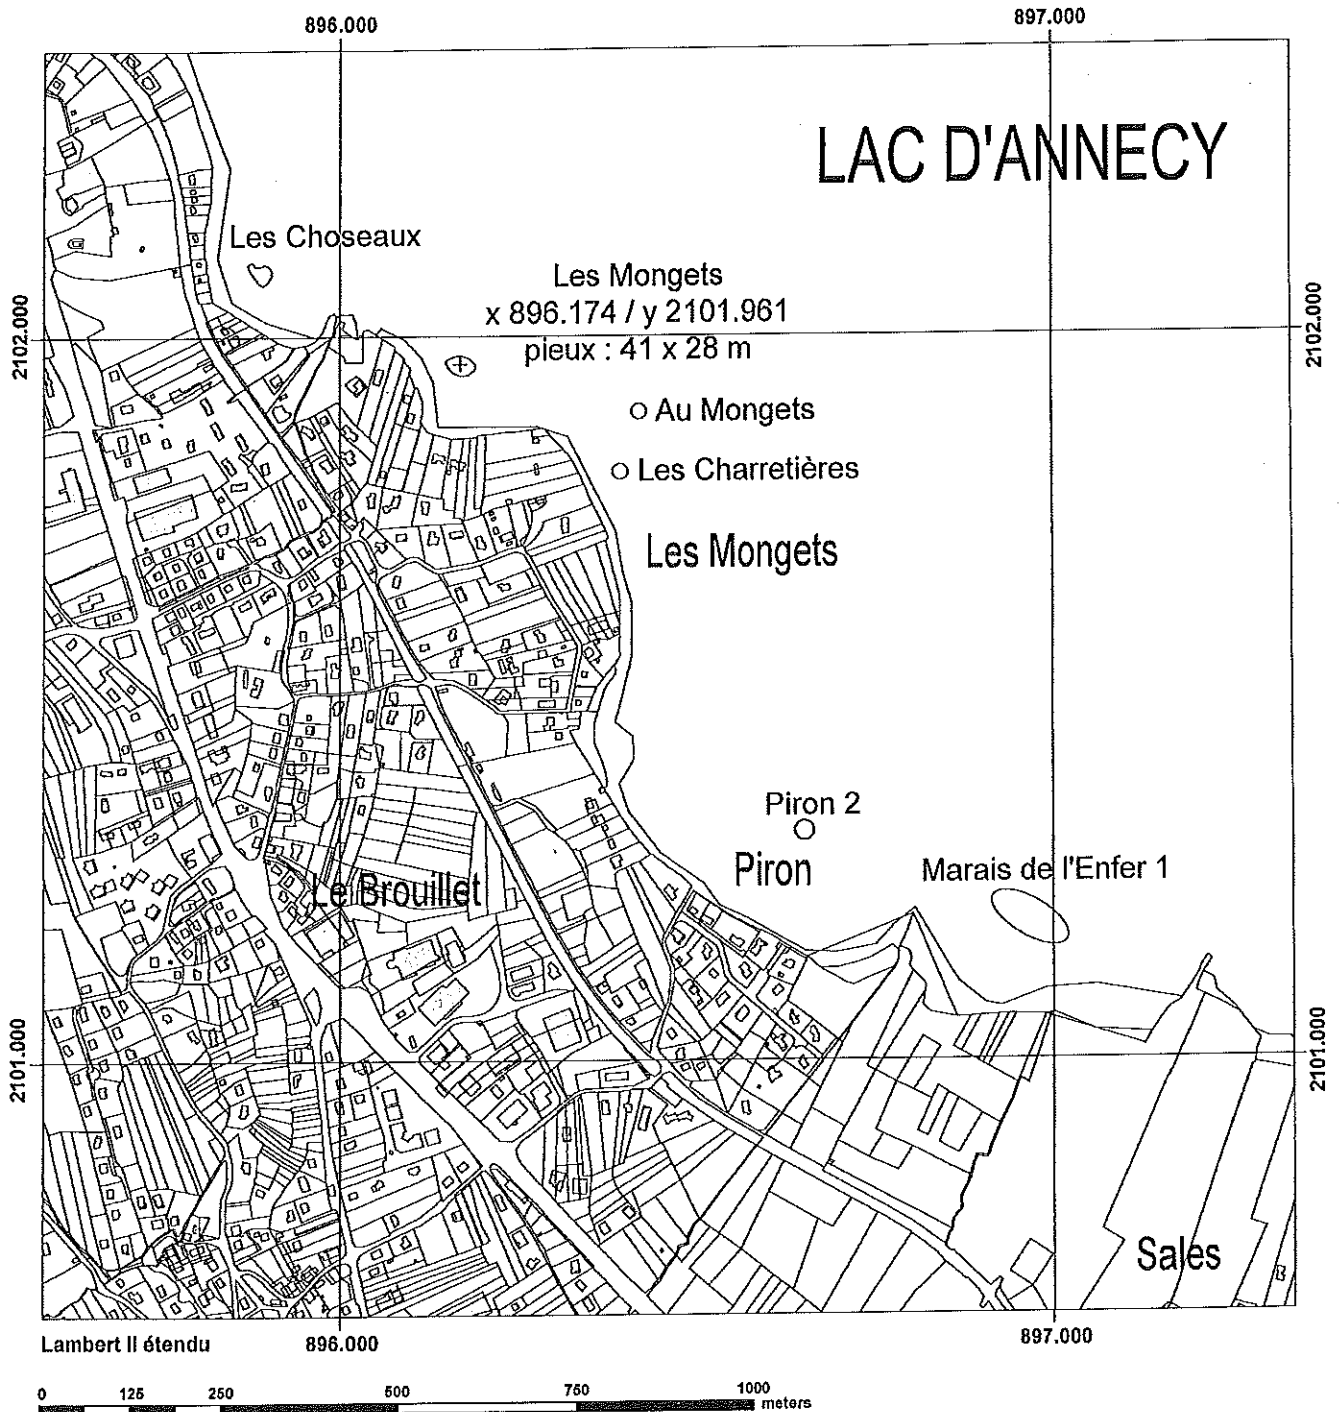 896.000
897.000
LAC D'ANNECY
Les Choseaux
Les Mongets
x 896.174 / y 2101.961
pieux : 41 x 28 m
2102.000
2102.000
Au Mongets
Les Charretières
Les Mongets
Piron 2
Piron
Marais de l'Enfer 1
Le Brouillet
2101.000
2101.000
Sales
Lambert II étendu
896.000
897.000
0 125 250 500 750 1000
meters